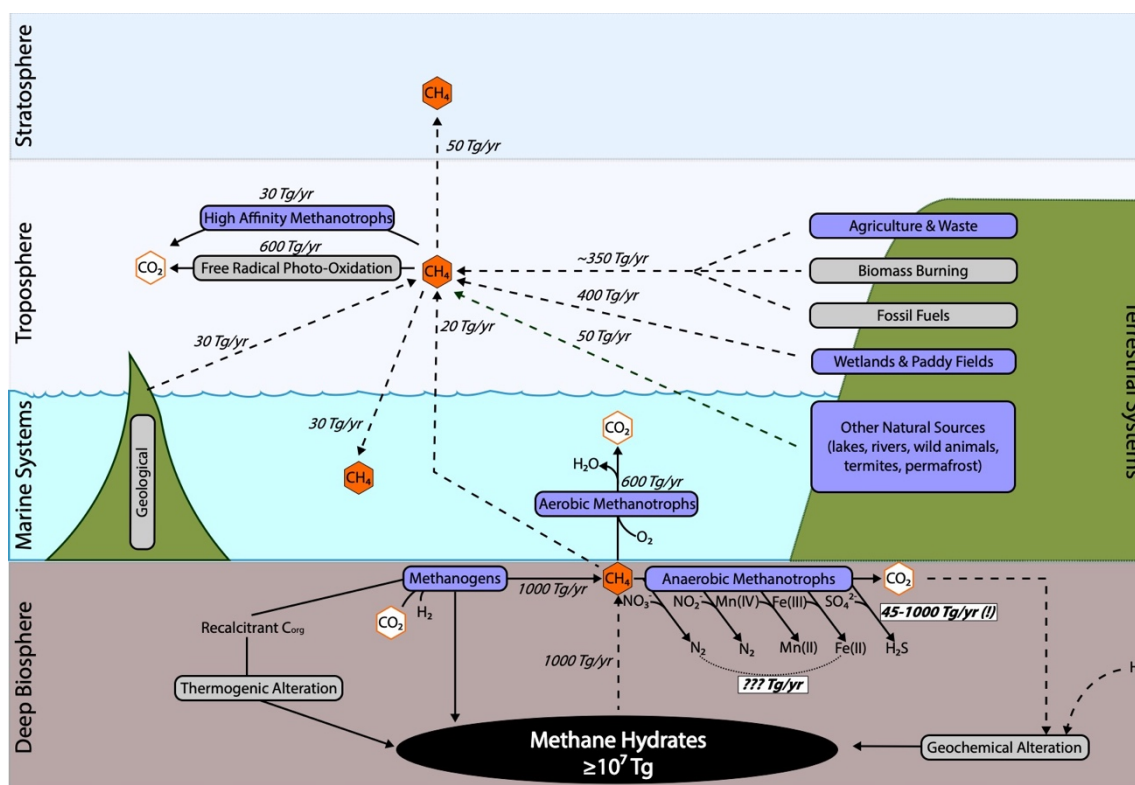 Stratosphere
CH₄
50 Tg/yr
Troposphere
30 Tg/yr
High Affinity Methanotrophs
600 Tg/yr
CO₂
Free Radical Photo-Oxidation
CH₄
~350 Tg/yr
400 Tg/yr
50 Tg/yr
20 Tg/yr
30 Tg/yr
Agriculture & Waste
Biomass Burning
Fossil Fuels
Wetlands & Paddy Fields
Other Natural Sources
(lakes, rivers, wild animals,
termites, permafrost)
Terrestrial Systems
Marine Systems
Geological
30 Tg/yr
CH₄
CO₂
H₂O
600 Tg/yr
Aerobic Methanotrophs
O₂
Deep Biosphere
Methanogens
1000 Tg/yr
CH₄
Anaerobic Methanotrophs
CO₂
CO₂
H₂
NO₃⁻
NO₂⁻
Mn(IV)
Fe(III)
SO₄²⁻
45-1000 Tg/yr (!)
N₂
N₂
Mn(II)
Fe(II)
H₂S
??? Tg/yr
Recalcitrant Corg
Thermogenic Alteration
1000 Tg/yr
Methane Hydrates
≥10⁷ Tg
Geochemical Alteration